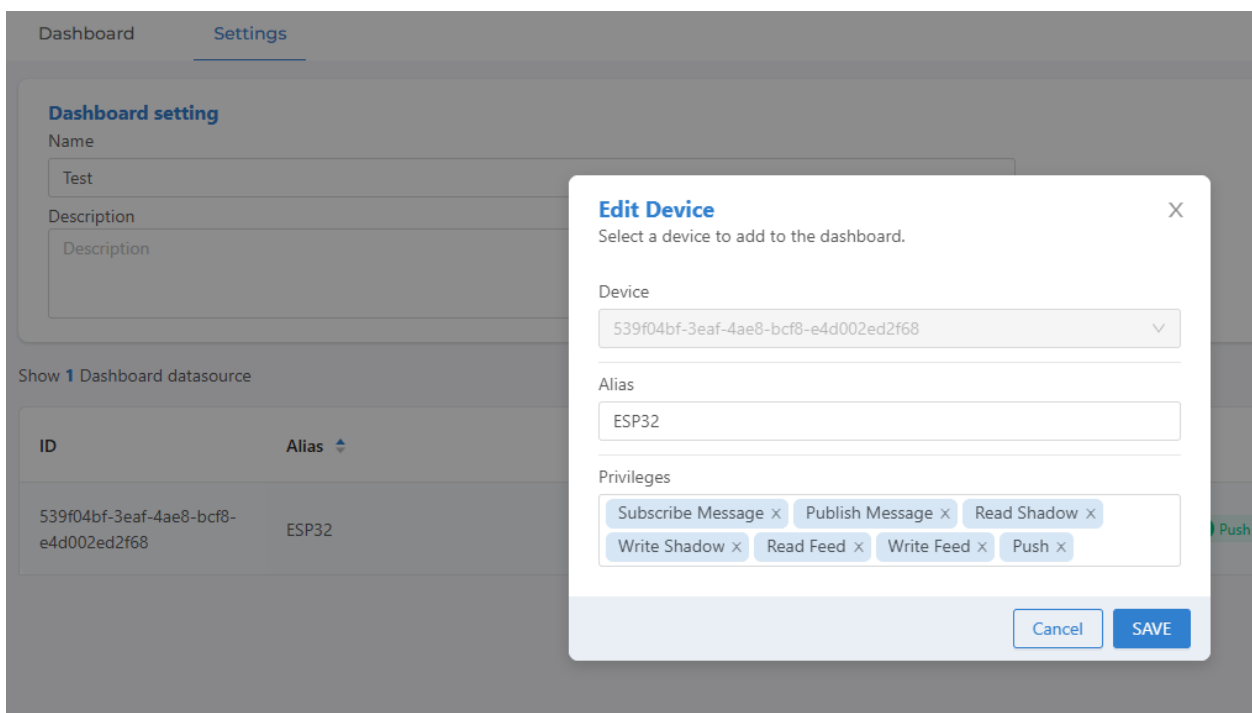 Dashboard Settings
Dashboard setting
Name
Test
Description
Description
Show 1 Dashboard datasource
ID Alias
539f04bf-3eaf-4ae8-bcf8-
e4d002ed2f68
ESP32
Push
Edit Device
X
Select a device to add to the dashboard.
Device
539f04bf-3eaf-4ae8-bcf8-e4d002ed2f68
Alias
ESP32
Privileges
Subscribe Message × Publish Message × Read Shadow ×
Write Shadow × Read Feed × Write Feed × Push ×
Cancel SAVE